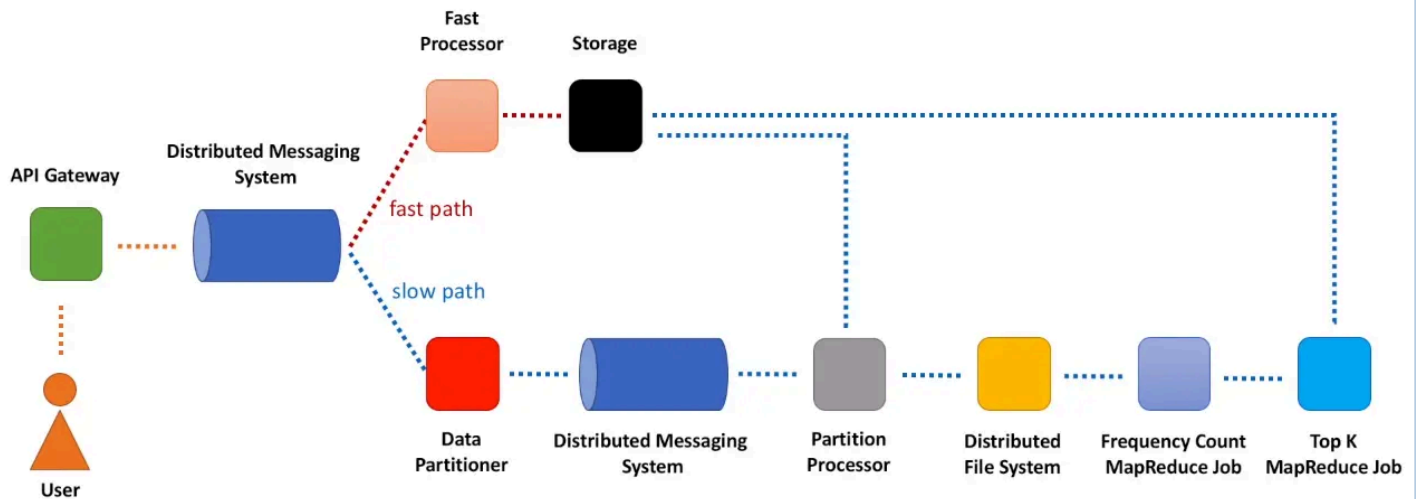 Fast
Processor
Storage
Distributed Messaging
System
API Gateway
fast path
slow path
User
Data
Partitioner
Distributed Messaging
System
Partition
Processor
Distributed
File System
Frequency Count
MapReduce Job
Top K
MapReduce Job